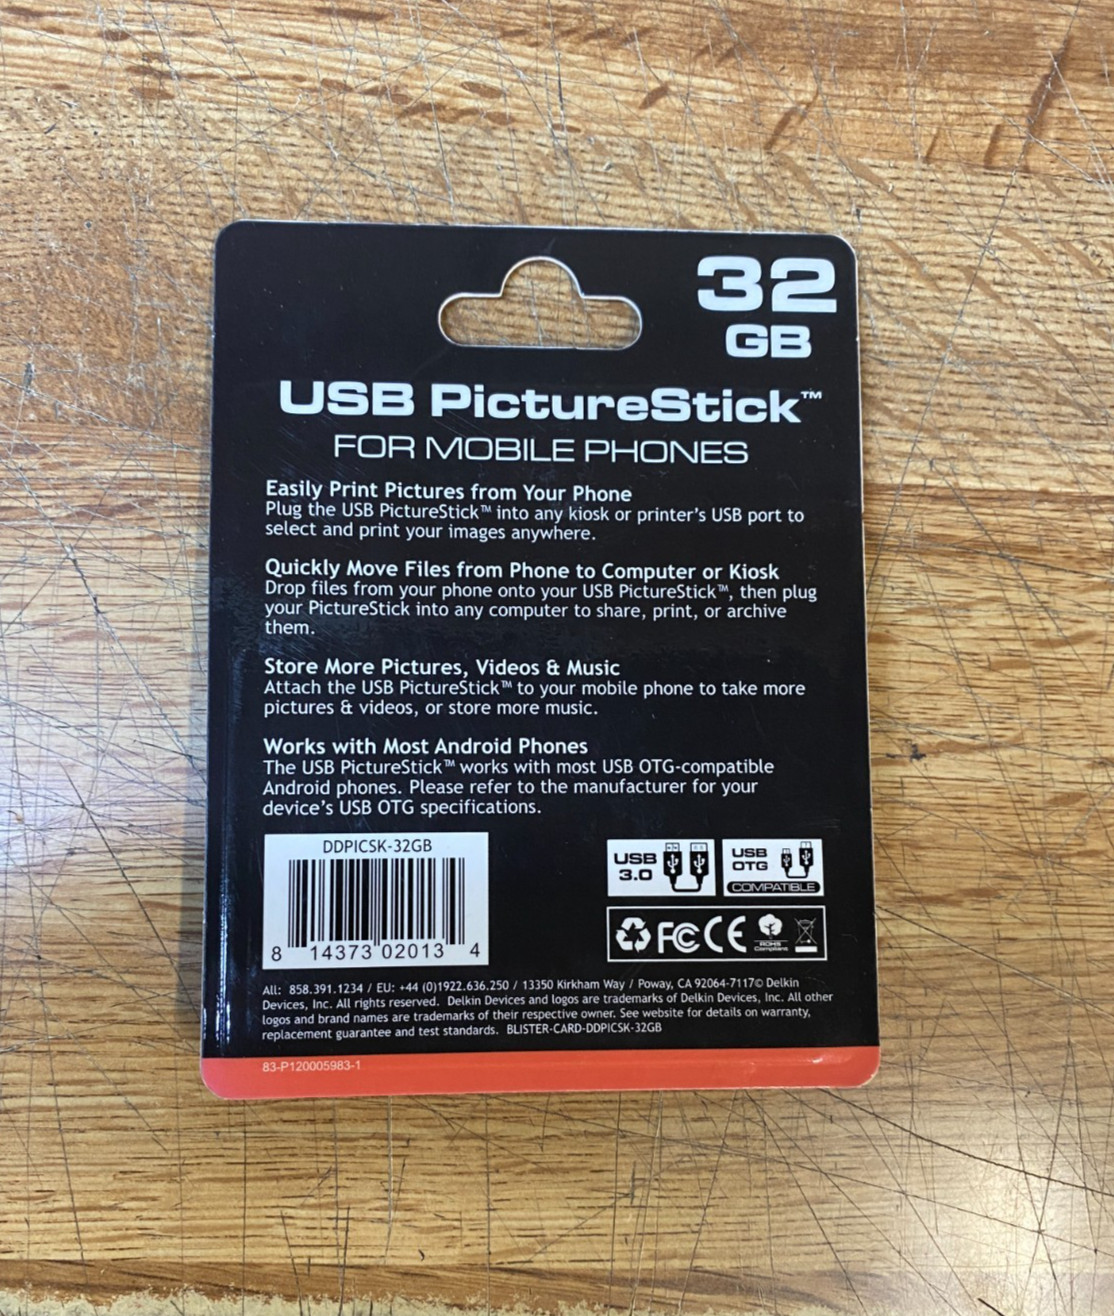 32
GB
USB PictureStick™
FOR MOBILE PHONES
Easily Print Pictures from Your Phone
Plug the USB PictureStick™ into any kiosk or printer's USB port to
select and print your images anywhere.
Quickly Move Files from Phone to Computer or Kiosk
Drop files from your phone onto your USB PictureStick™, then plug
your PictureStick into any computer to share, print, or archive
them.
Store More Pictures, Videos & Music
Attach the USB PictureStick™ to your mobile phone to take more
pictures & videos, or store more music.
Works with Most Android Phones
The USB PictureStick™ works with most USB OTG-compatible
Android phones. Please refer to the manufacturer for your
device's USB OTG specifications.
DDPICSK-32GB
8 14373 02013 4
USB
3.0
USB
OTG
COMPATIBLE
FC CE
ROHS
Compliant
All: 858.391.1234 / EU: +44 (0)1922.636.250 / 13350 Kirkham Way / Poway, CA 92064-7117© Delkin
Devices, Inc. All rights reserved. Delkin Devices and logos are trademarks of Delkin Devices, Inc. All other
logos and brand names are trademarks of their respective owner. See website for details on warranty,
replacement guarantee and test standards. BLISTER-CARD-DDPICSK-32GB
83-P120005983-1